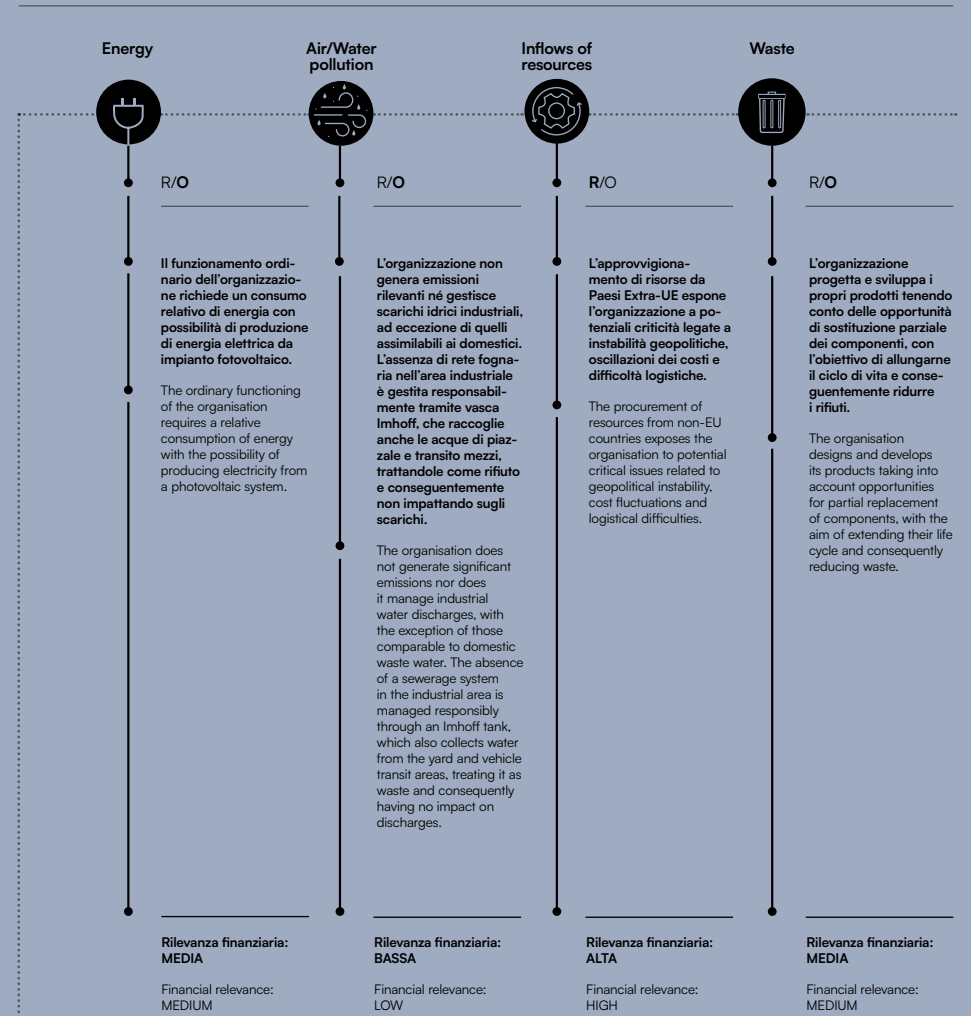 Energy
R/O
Il funzionamento ordi-
nario dell'organizzazio-
ne richiede un consumo
relativo di energia con
possibilità di produzione
di energia elettrica da
impianto fotovoltaico.
The ordinary functioning
of the organisation
requires a relative
consumption of energy
with the possibility of
producing electricity from
a photovoltaic system.
Rilevanza finanziaria:
MEDIA
Financial relevance:
MEDIUM
Air/Water
pollution
R/O
L'organizzazione non
genera emissioni
rilevanti né gestisce
scarichi idrici industriali,
ad eccezione di quelli
assimilabili ai domestici.
L'assenza di rete fogna-
ria nell'area industriale
è gestita responsabil-
mente tramite vasca
Imhoff, che raccoglie
anche le acque di piaz-
zale e transito mezzi,
trattandole come rifiuto
e conseguentemente
non impattando sugli
scarichi.
The organisation does
not generate significant
emissions nor does
it manage industrial
water discharges, with
the exception of those
comparable to domestic
waste water. The absence
of a sewerage system
in the industrial area is
managed responsibly
through an Imhoff tank,
which also collects water
from the yard and vehicle
transit areas, treating it as
waste and consequently
having no impact on
discharges.
Rilevanza finanziaria:
BASSA
Financial relevance:
LOW
Inflows of
resources
R/O
L'approvvigiona-
mento di risorse da
Paesi Extra-UE espone
l'organizzazione a po-
tenziali criticità legate a
instabilità geopolitiche,
oscillazioni dei costi e
difficoltà logistiche.
The procurement of
resources from non-EU
countries exposes the
organisation to potential
critical issues related to
geopolitical instability,
cost fluctuations and
logistical difficulties.
Rilevanza finanziaria:
ALTA
Financial relevance:
HIGH
Waste
R/O
L'organizzazione
progetta e sviluppa i
propri prodotti tenendo
conto delle opportunità
di sostituzione parziale
dei componenti, con
l'obiettivo di allungarne
il ciclo di vita e conse-
guentemente ridurre
i rifiuti.
The organisation
designs and develops
its products taking into
account opportunities
for partial replacement
of components, with the
aim of extending their life
cycle and consequently
reducing waste.
Rilevanza finanziaria:
MEDIA
Financial relevance:
MEDIUM